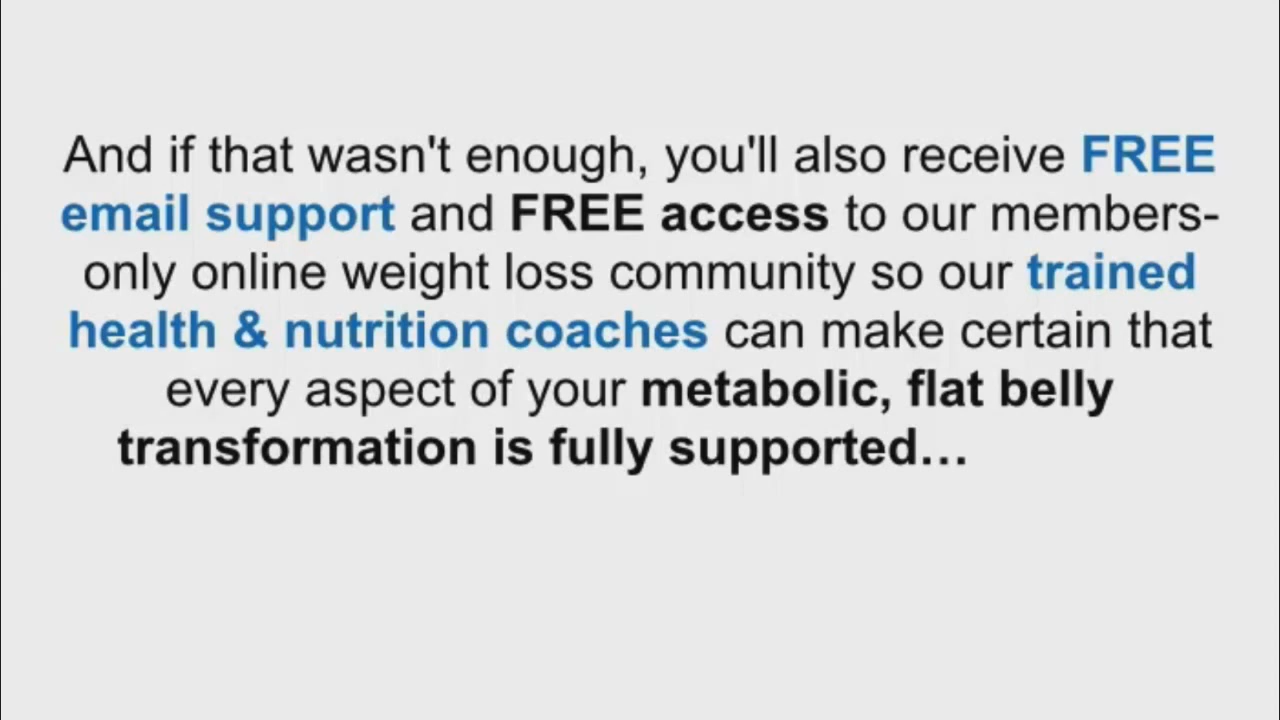 And if that wasn't enough, you'll also receive FREE
email support and FREE access to our members-
only online weight loss community so our trained
health & nutrition coaches can make certain that
every aspect of your metabolic, flat belly
transformation is fully supported...